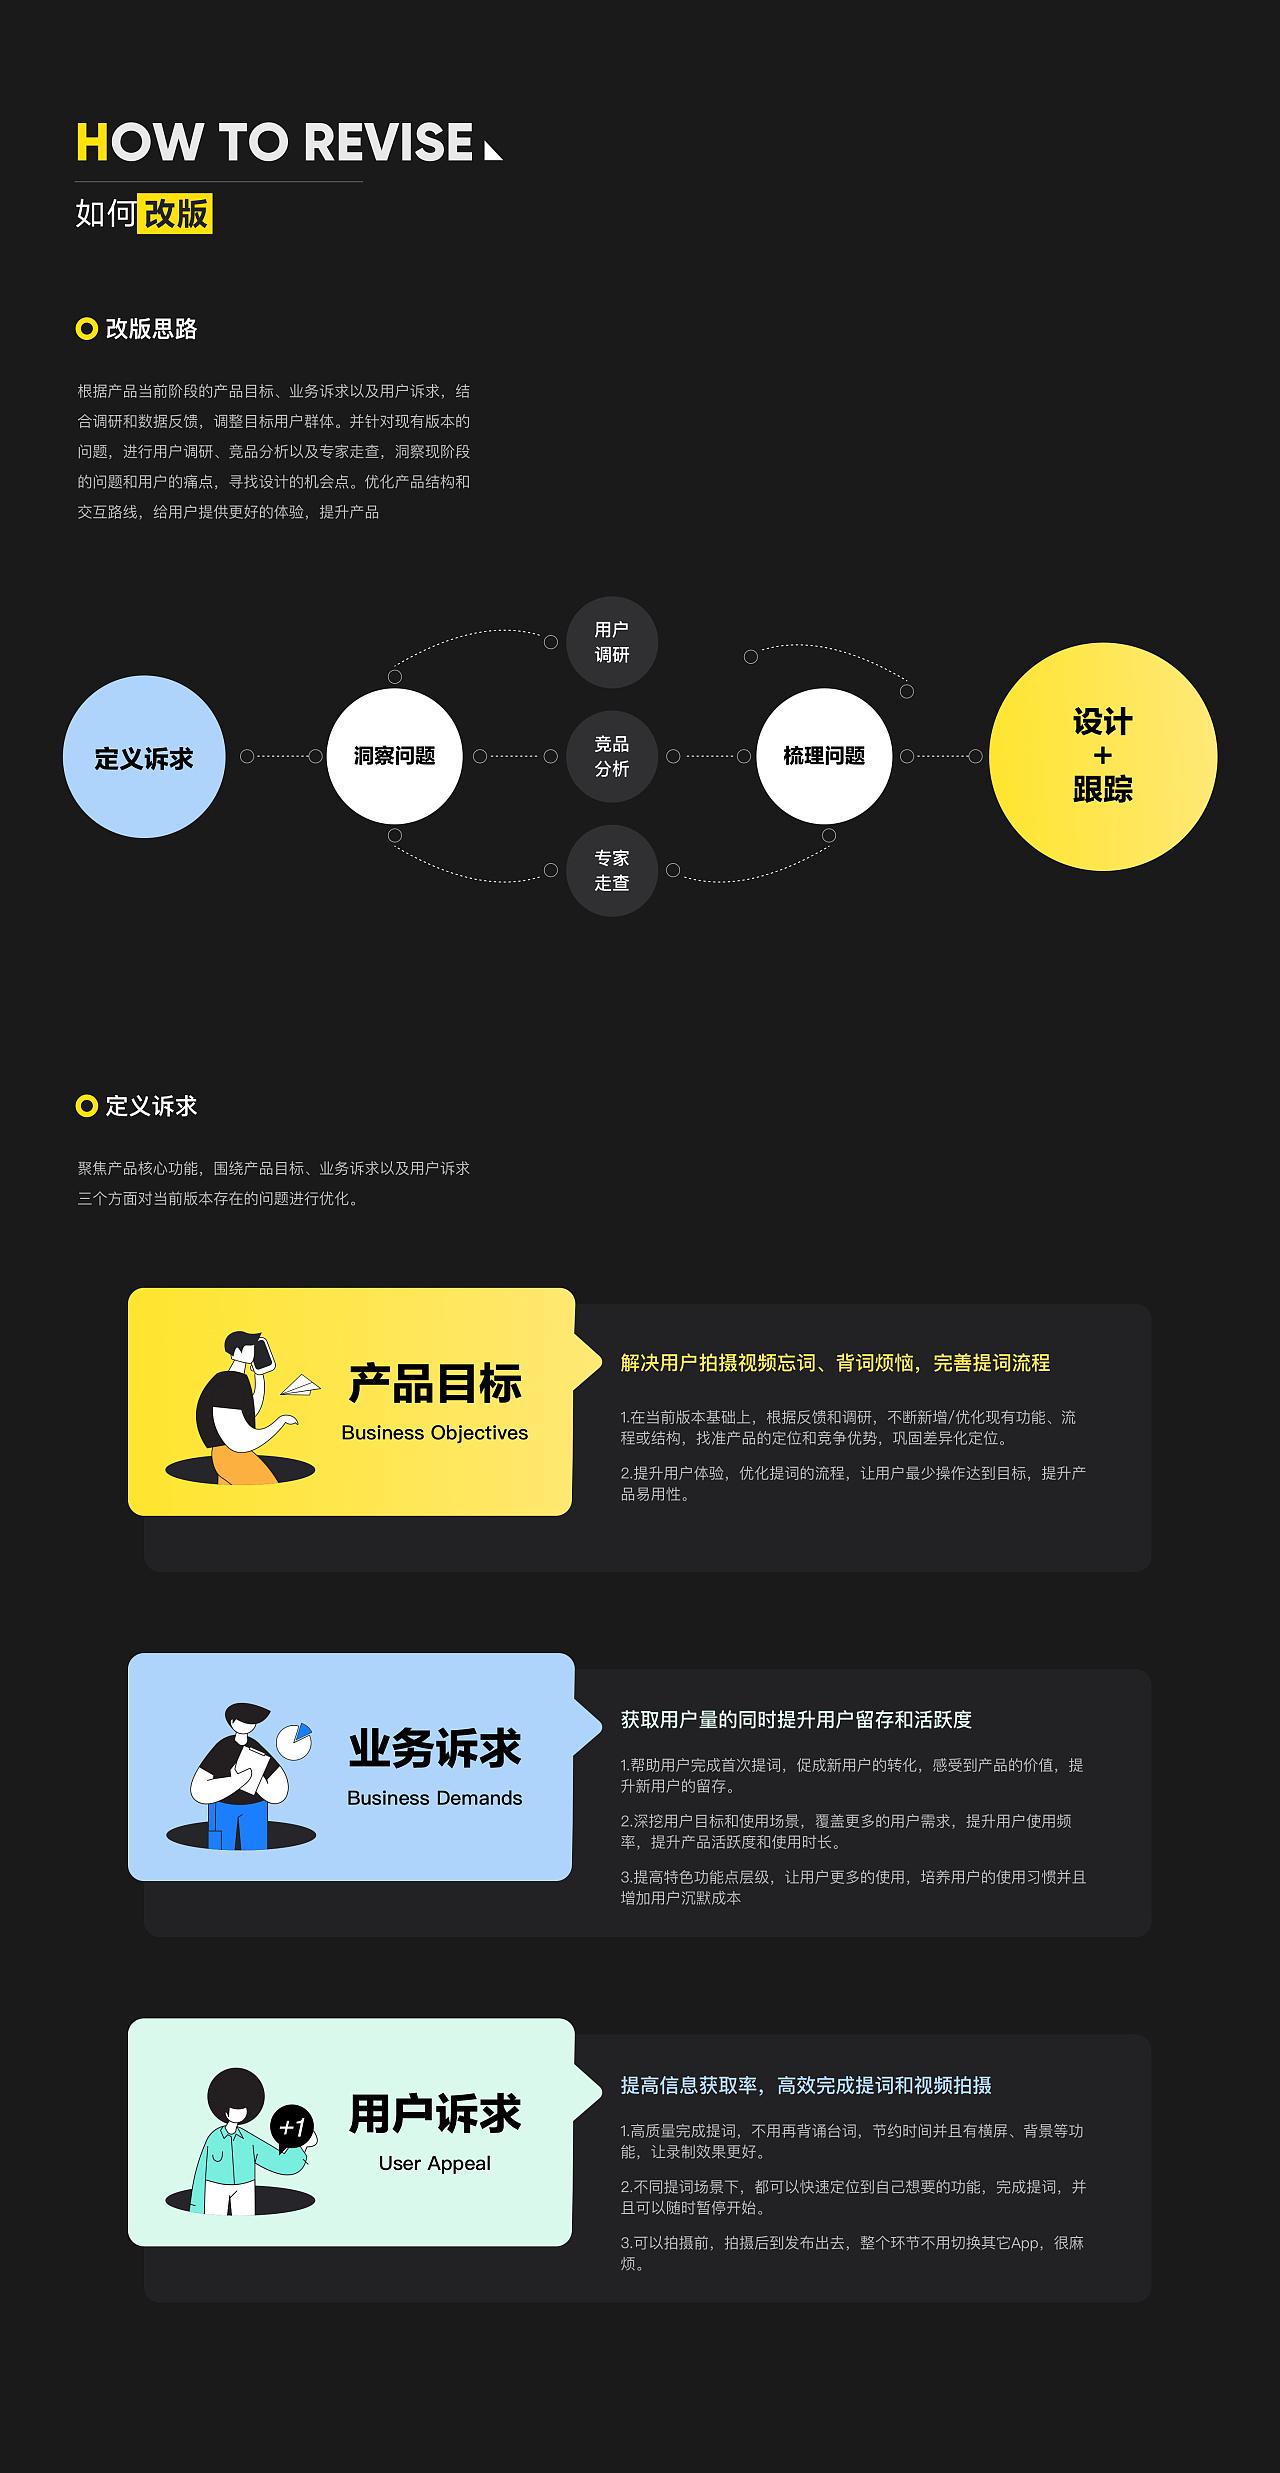 HOW TO REVISE
如何改版
改版思路
根据产品当前阶段的产品目标、业务诉求以及用户诉求，结
合调研和数据反馈，调整目标用户群体。并针对现有版本的
问题，进行用户调研、竞品分析以及专家走查，洞察现阶段
的问题和用户的痛点，寻找设计的机会点。优化产品结构和
交互路线，给用户提供更好的体验，提升产品
定义诉求
洞察问题
用户
调研
竞品
分析
专家
走查
梳理问题
设计
+
跟踪
定义诉求
聚焦产品核心功能，围绕产品目标、业务诉求以及用户诉求
三个方面对当前版本存在的问题进行优化。
产品目标
Business Objectives
解决用户拍摄视频忘词、背词烦恼，完善提词流程
1.在当前版本基础上，根据反馈和调研，不断新增/优化现有功能、流
程或结构，找准产品的定位和竞争优势，巩固差异化定位。
2.提升用户体验，优化提词的流程，让用户最少操作达到目标，提升产
品易用性。
业务诉求
Business Demands
获取用户量的同时提升用户留存和活跃度
1.帮助用户完成首次提词，促成新用户的转化，感受到产品的价值，提
升新用户的留存。
2.深挖用户目标和使用场景，覆盖更多的用户需求，提升用户使用频
率，提升产品活跃度和使用时长。
3.提高特色功能点层级，让用户更多的使用，培养用户的使用习惯并且
增加用户沉默成本
+1
用户诉求
User Appeal
提高信息获取率，高效完成提词和视频拍摄
1.高质量完成提词，不用再背诵台词，节约时间并且有横屏、背景等功
能，让录制效果更好。
2.不同提词场景下，都可以快速定位到自己想要的功能，完成提词，并
且可以随时暂停开始。
3.可以拍摄前，拍摄后到发布出去，整个环节不用切换其它App，很麻
烦。